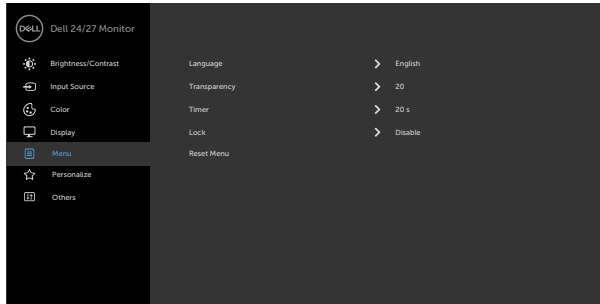 DELL Dell 24/27 Monitor
Brightness/Contrast
Input Source
Color
Display
Menu
Personalize
Others
Language English
Transparency 20
Timer 20 s
Lock Disable
Reset Menu